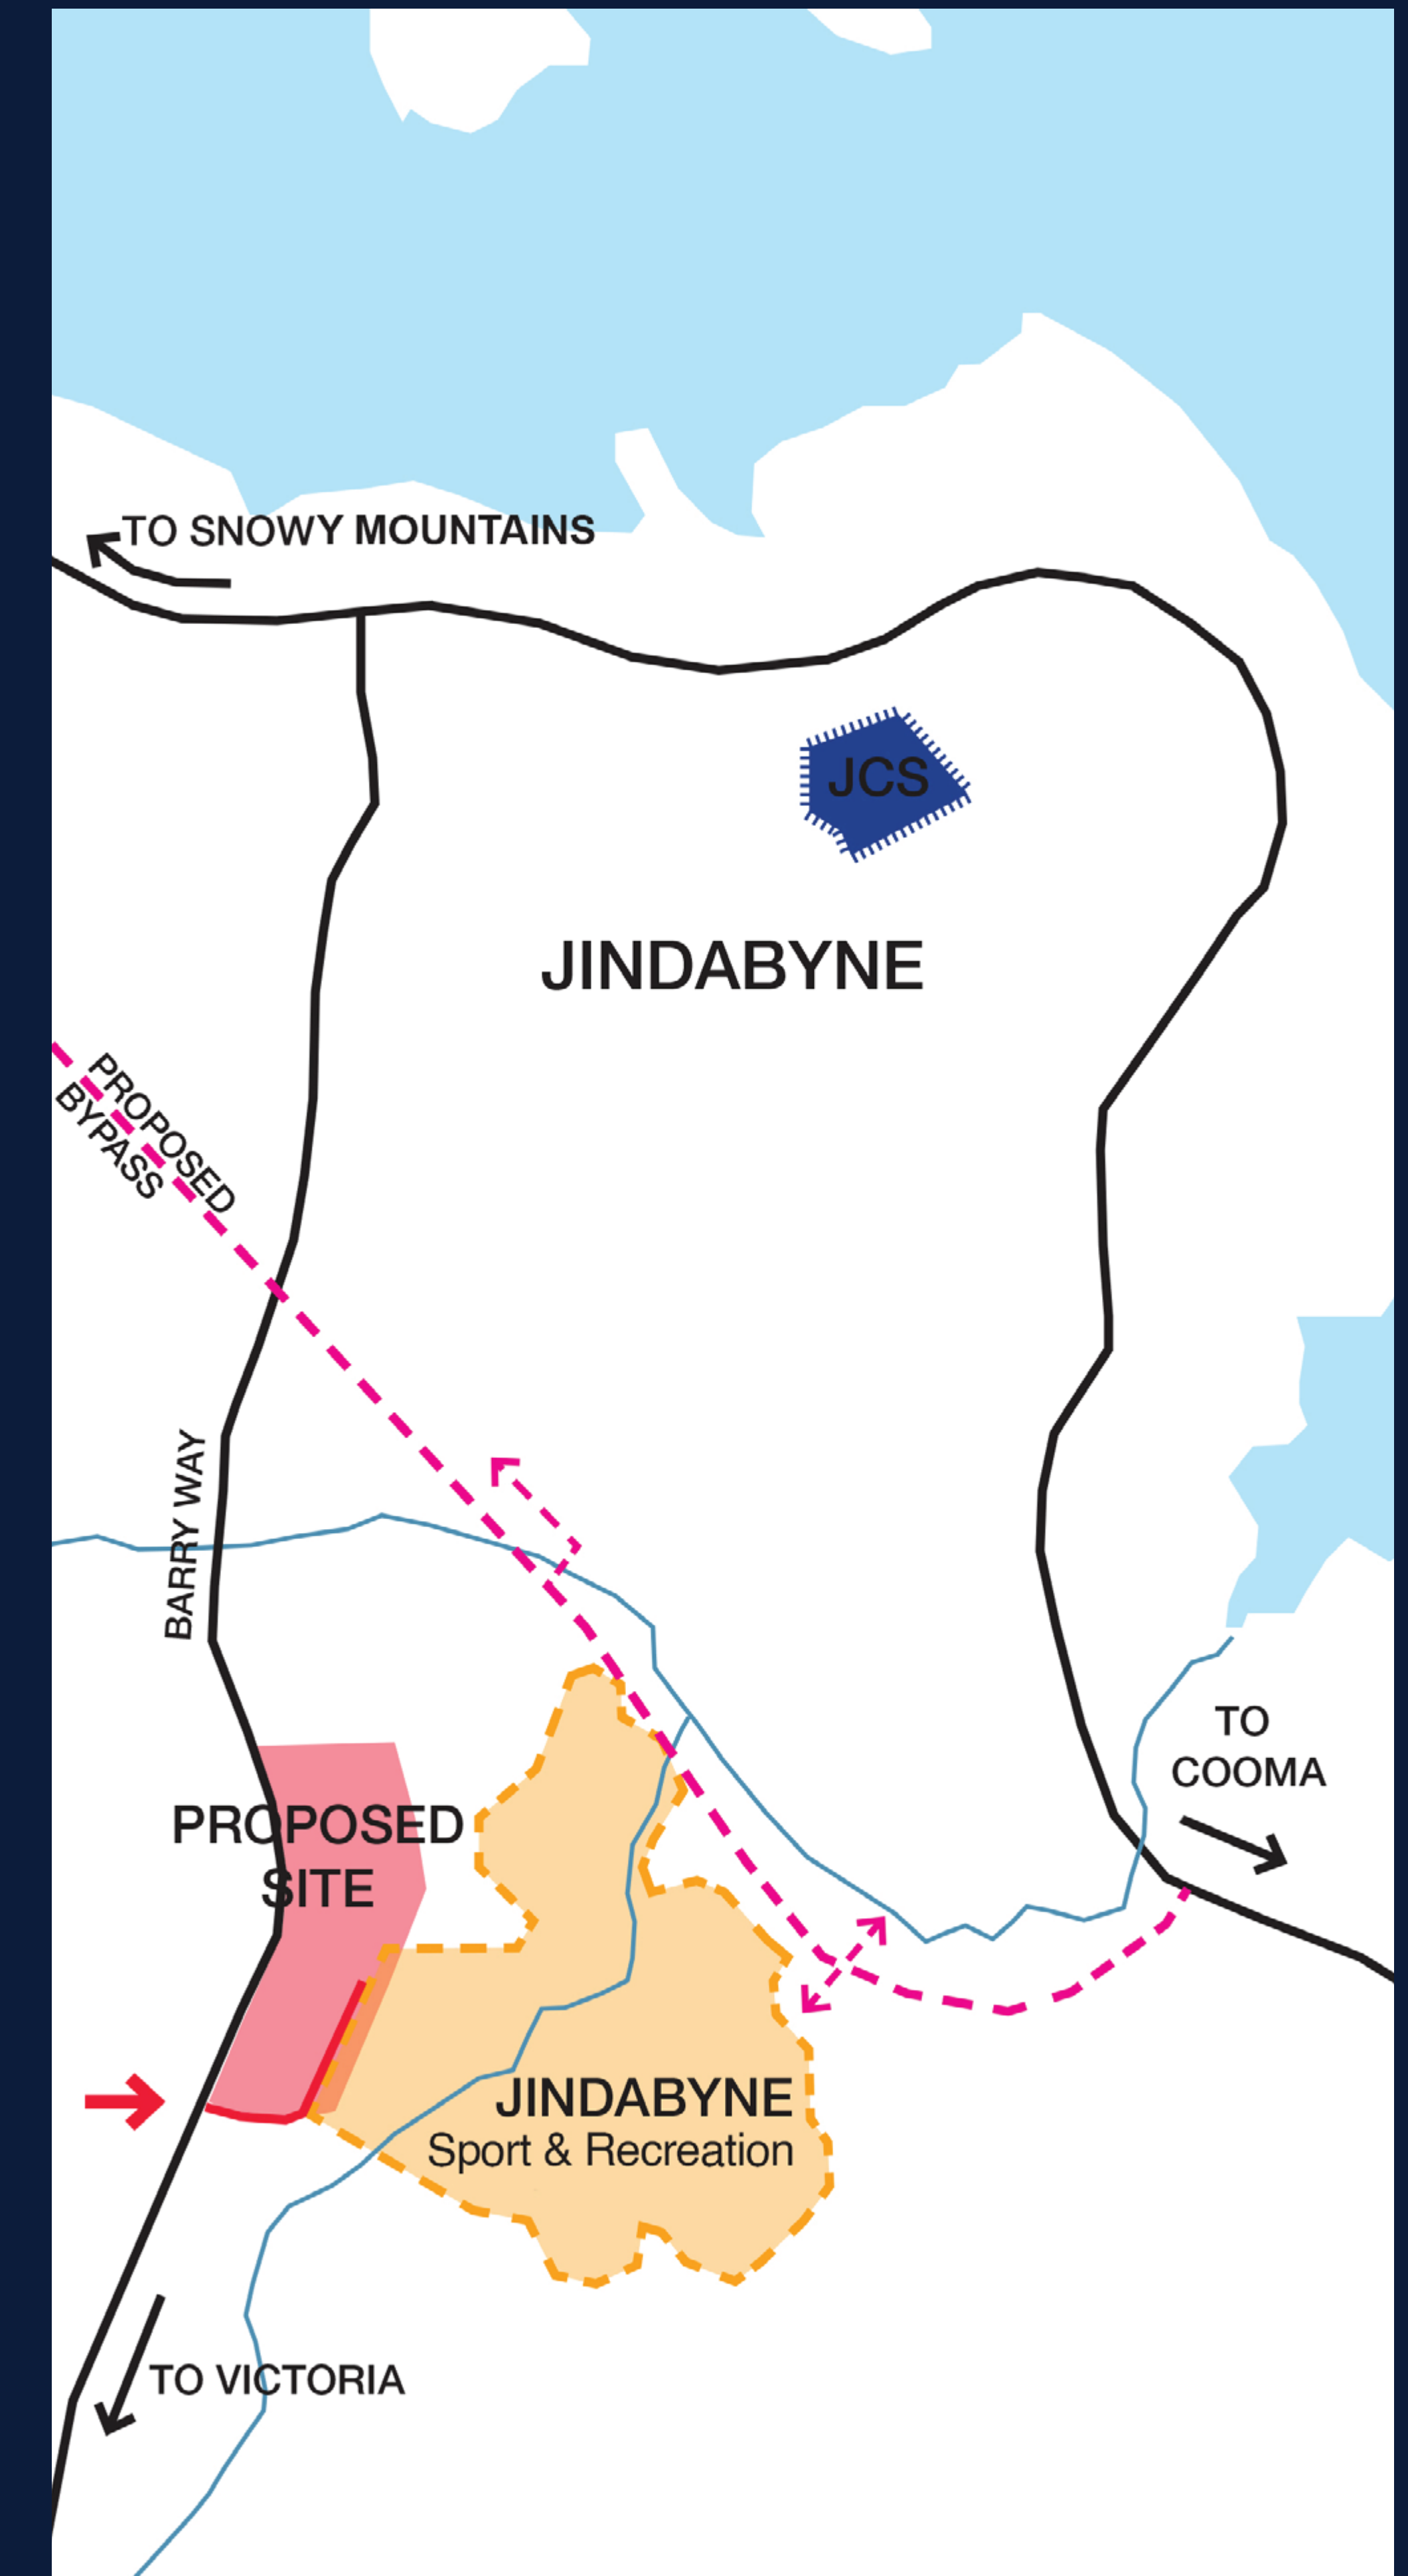 TO SNOWY MOUNTAINS
JCS
JINDABYNE
PROPOSED
BYPASS
BARRY WAY
TO
COOMA
PROPOSED
SITE
JINDABYNE
Sport & Recreation
TO VICTORIA